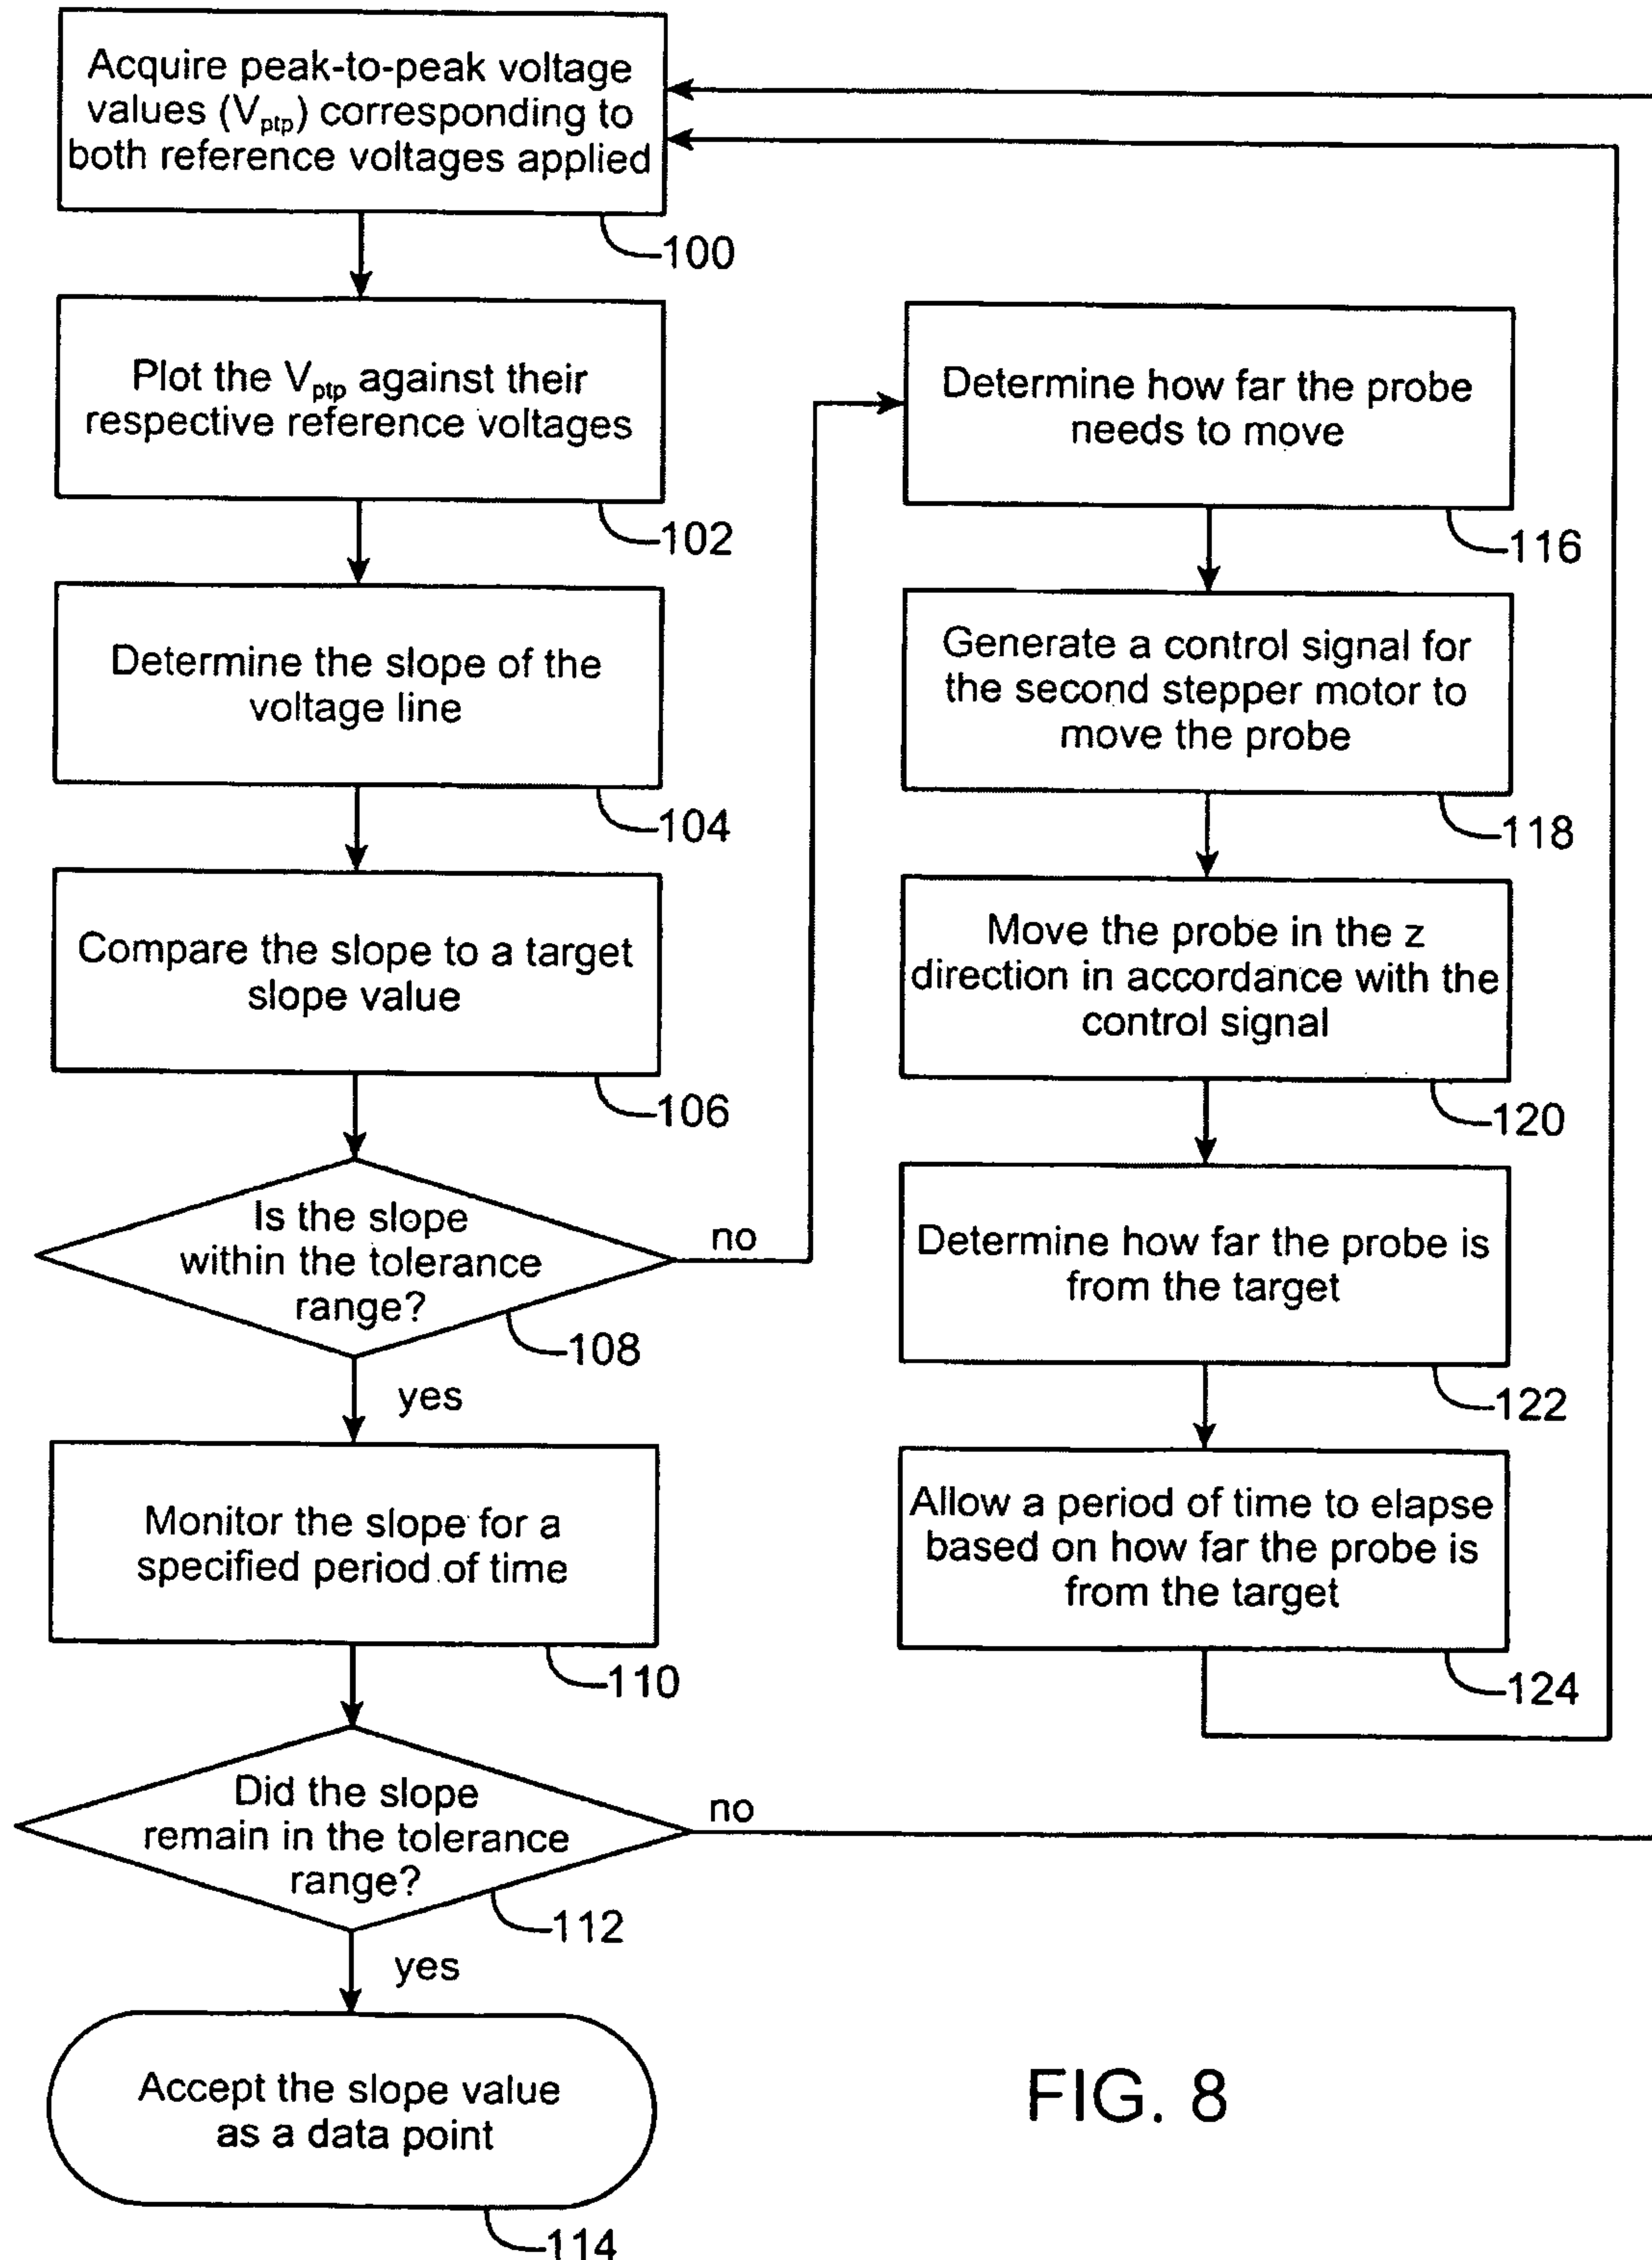 Acquire peak-to-peak voltage
values (Vptp) corresponding to
both reference voltages applied
100
Plot the Vptp against their
respective reference voltages
102
Determine the slope of the
voltage line
104
Compare the slope to a target
slope value
106
Is the slope
within the tolerance
range?
108
no
yes
Monitor the slope for a
specified period of time
110
Did the slope
remain in the tolerance
range?
112
no
yes
Accept the slope value
as a data point
114
Determine how far the probe
needs to move
116
Generate a control signal for
the second stepper motor to
move the probe
118
Move the probe in the z
direction in accordance with the
control signal
120
Determine how far the probe is
from the target
122
Allow a period of time to elapse
based on how far the probe is
from the target
124
FIG. 8